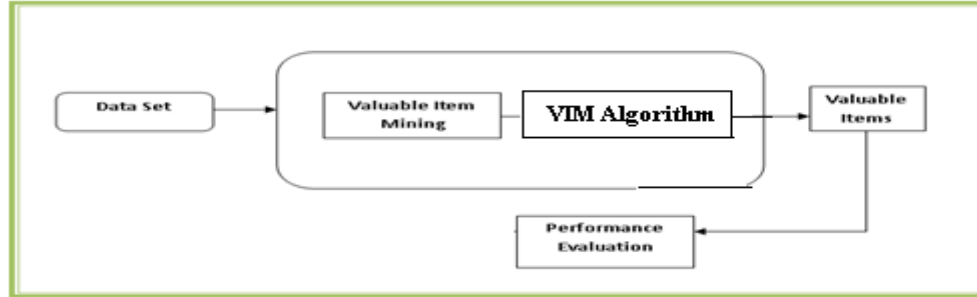 Data Set
Valuable Item
Mining
VIM Algorithm
Valuable
Items
Performance
Evaluation